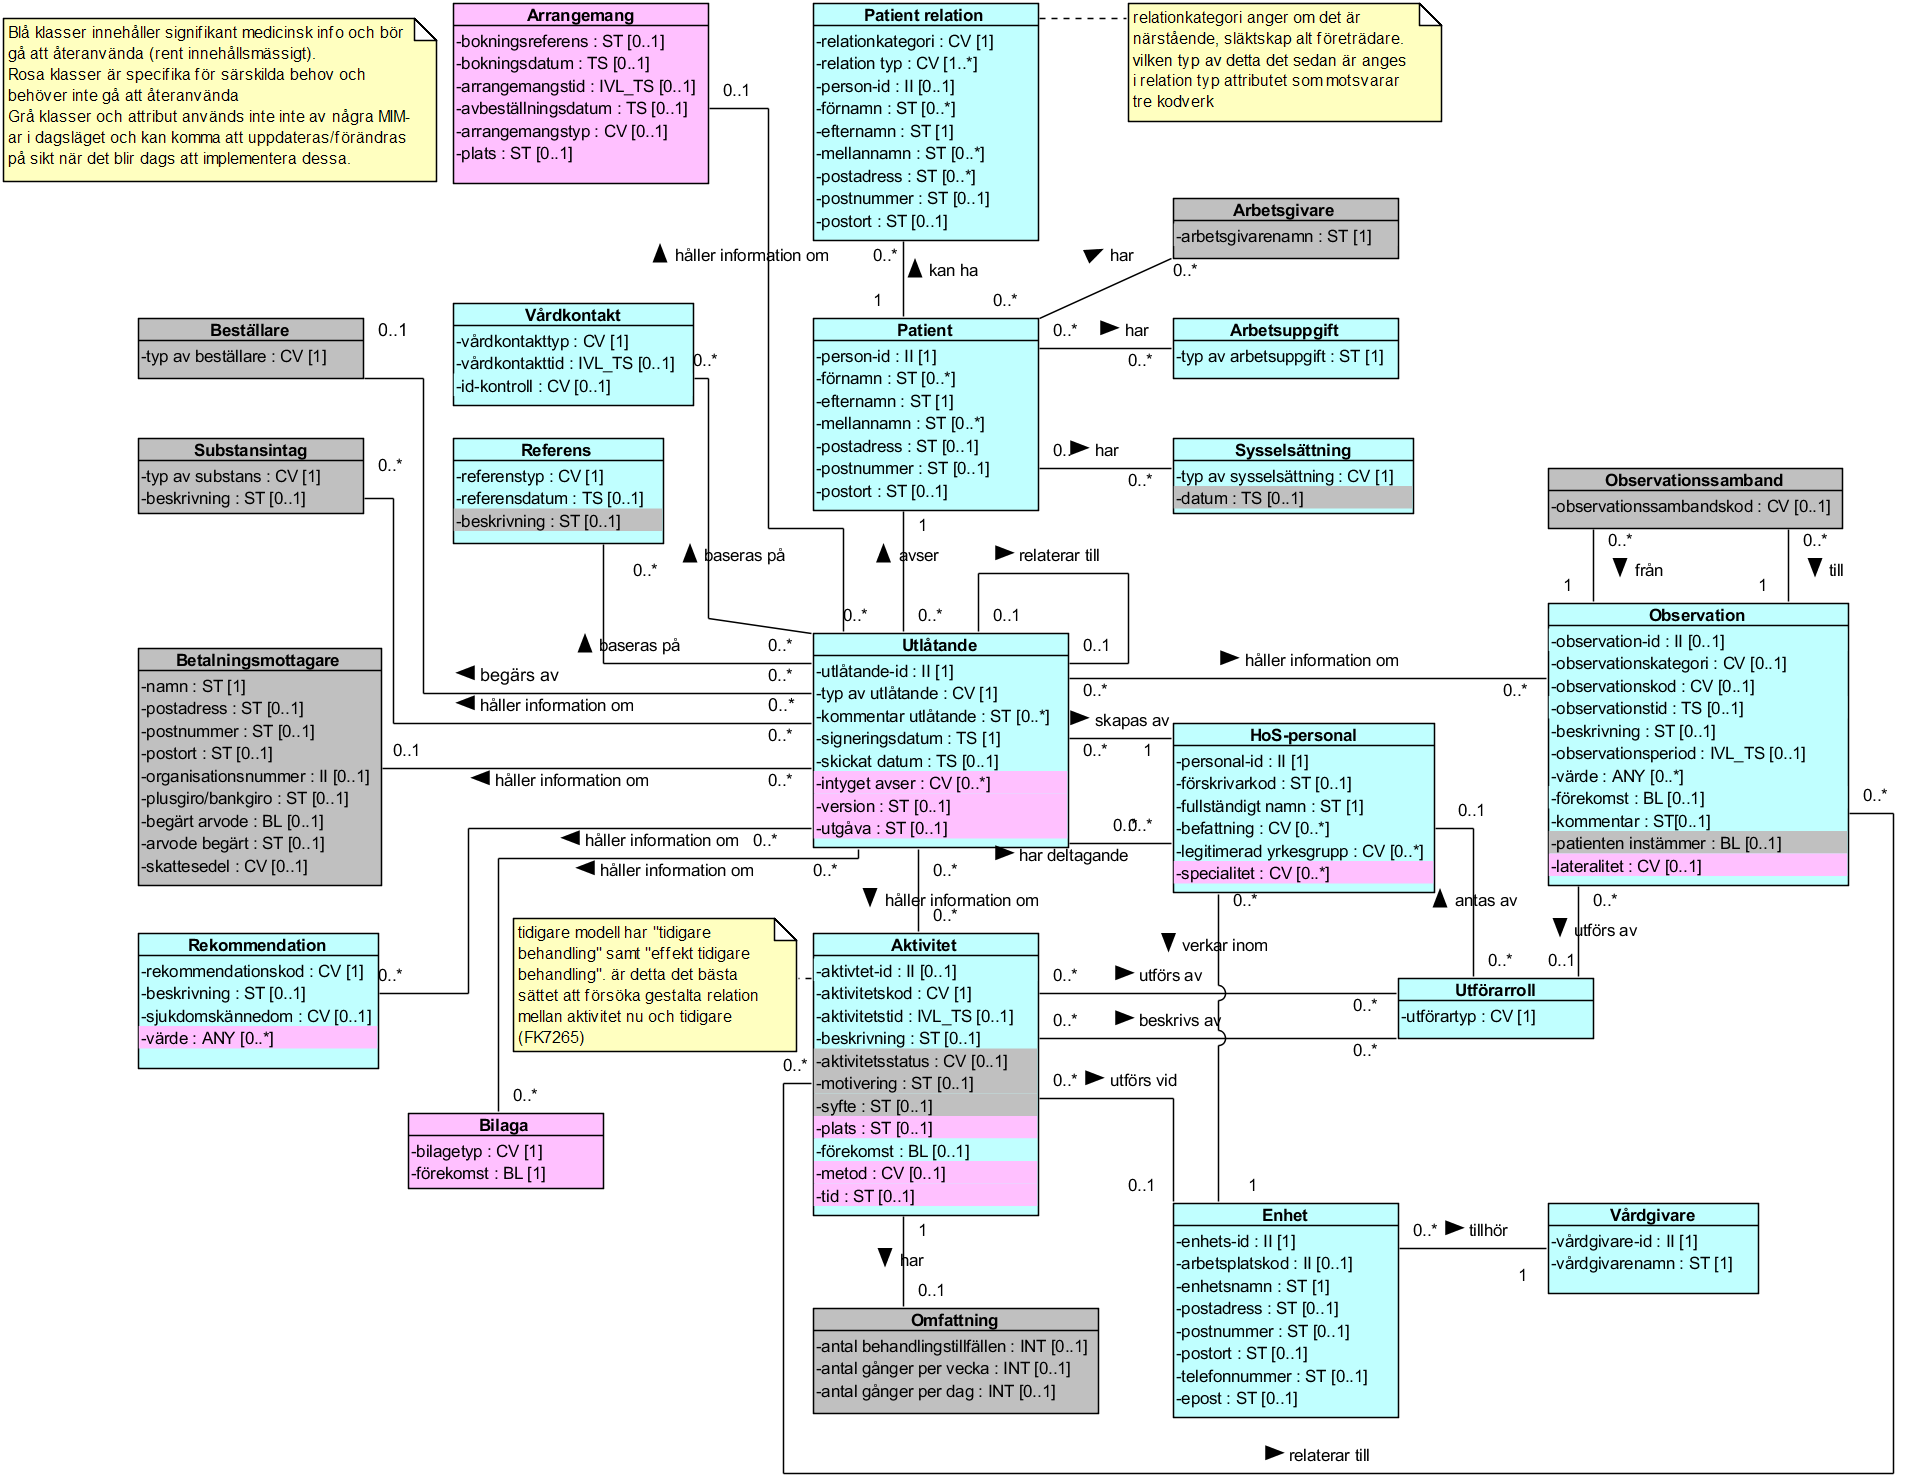 Blå klasser innehåller signifikant medicinsk info och bör
gå att återanvända (rent innehållsmässigt).
Rosa klasser är specifika för särskilda behov och
behöver inte gå att återanvända
Grå klasser och attribut används inte inte av några MIM-
ar i dagsläget och kan komma att uppdateras/förändras
på sikt när det blir dags att implementera dessa.
Arrangemang
-bokningsreferens : ST [0..1]
-bokningsdatum : TS [0..1]
-arrangemangstid : IVL_TS [0..1]
-avbeställningsdatum : TS [0..1]
-arrangemangstyp : CV [0..1]
-plats : ST [0..1]
0..1
håller information om
Patient relation
-relationkategori : CV [1]
-relation typ : CV [1..*]
-person-id : II [0..1]
-förnamn : ST [0..*]
-efternamn : ST [1]
-mellannamn : ST [0..*]
-postadress : ST [0..*]
-postnummer : ST [0..1]
-postort : ST [0..1]
relationkategori anger om det är
närstående, släktskap alt företrädare.
vilken typ av detta det sedan är anges
i relation typ attributet som motsvarar
tre kodverk
0..*
kan ha
1
0..*
har
0..*
Arbetsgivare
-arbetsgivarenamn : ST [1]
Beställare
-typ av beställare : CV [1]
0..1
Vårdkontakt
-vårdkontakttyp : CV [1]
-vårdkontakttid : IVL_TS [0..1]
-id-kontroll : CV [0..1]
0..*
Patient
-person-id : II [1]
-förnamn : ST [0..*]
-efternamn : ST [1]
-mellannamn : ST [0..*]
-postadress : ST [0..1]
-postnummer : ST [0..1]
-postort : ST [0..1]
0..*
har
0..*
Arbetsuppgift
-typ av arbetsuppgift : ST [1]
0..
har
0..*
Sysselsättning
-typ av sysselsättning : CV [1]
-datum : TS [0..1]
Substansintag
-typ av substans : CV [1]
-beskrivning : ST [0..1]
0..*
Referens
-referenstyp : CV [1]
-referensdatum : TS [0..1]
-beskrivning : ST [0..1]
0..*
baseras på
baseras på
1
avser
relaterar till
0..*
0..*
0..1
0..1
Observationssamband
-observationssambandskod : CV [0..1]
0..*
från
1
0..*
till
1
Observation
-observation-id : II [0..1]
-observationskategori : CV [0..1]
-observationskod : CV [0..1]
-observationstid : TS [0..1]
-beskrivning : ST [0..1]
-observationsperiod : IVL_TS [0..1]
-värde : ANY [0..*]
-förekomst : BL [0..1]
-kommentar : ST[0..1]
-patienten instämmer : BL [0..1]
-lateralitet : CV [0..1]
Betalningsmottagare
-namn : ST [1]
-postadress : ST [0..1]
-postnummer : ST [0..1]
-postort : ST [0..1]
-organisationsnummer : II [0..1]
-plusgiro/bankgiro : ST [0..1]
-begärt arvode : BL [0..1]
-arvode begärt : ST [0..1]
-skattesedel : CV [0..1]
0..1
0..*
begärs av
0..*
håller information om
0..*
0..*
håller information om
0..*
Utlåtande
-utlåtande-id : II [1]
-typ av utlåtande : CV [1]
-kommentar utlåtande : ST [0..*]
-signeringsdatum : TS [1]
-skickat datum : TS [0..1]
-intyget avser : CV [0..*]
-version : ST [0..1]
-utgåva : ST [0..1]
håller information om
0..*
0..*
skapas av
0..*
1
HoS-personal
-personal-id : II [1]
-förskrivarkod : ST [0..1]
-fullständigt namn : ST [1]
-befattning : CV [0..*]
-legitimerad yrkesgrupp : CV [0..*]
-specialitet : CV [0..*]
0..*
0..*
har deltagande
0..1
antas av
0..*
0..*
utförs av
0..1
0..*
håller information om
0..*
håller information om
0..*
0..*
håller information om
0..*
0..*
verkar inom
Rekommendation
-rekommendationskod : CV [1]
-beskrivning : ST [0..1]
-sjukdomskännedom : CV [0..1]
-värde : ANY [0..*]
0..*
tidigare modell har "tidigare
behandling" samt "effekt tidigare
behandling". är detta det bästa
sättet att försöka gestalta relation
mellan aktivitet nu och tidigare
(FK7265)
0..*
Aktivitet
-aktivtet-id : II [0..1]
-aktivitetskod : CV [1]
-aktivitetstid : IVL_TS [0..1]
-beskrivning : ST [0..1]
-aktivitetsstatus : CV [0..1]
-motivering : ST [0..1]
-syfte : ST [0..1]
-plats : ST [0..1]
-förekomst : BL [0..1]
-metod : CV [0..1]
-tid : ST [0..1]
0..*
utförs av
0..*
0..*
beskrivs av
0..*
0..*
utförs vid
0..1
1
Utförarroll
-utförartyp : CV [1]
0..*
Bilaga
-bilagetyp : CV [1]
-förekomst : BL [1]
1
har
0..1
Omfattning
-antal behandlingstillfällen : INT [0..1]
-antal gånger per vecka : INT [0..1]
-antal gånger per dag : INT [0..1]
Enhet
-enhets-id : II [1]
-arbetsplatskod : II [0..1]
-enhetsnamn : ST [1]
-postadress : ST [0..1]
-postnummer : ST [0..1]
-postort : ST [0..1]
-telefonnummer : ST [0..1]
-epost : ST [0..1]
0..*
tillhör
1
Vårdgivare
-vårdgivare-id : II [1]
-vårdgivarenamn : ST [1]
relaterar till